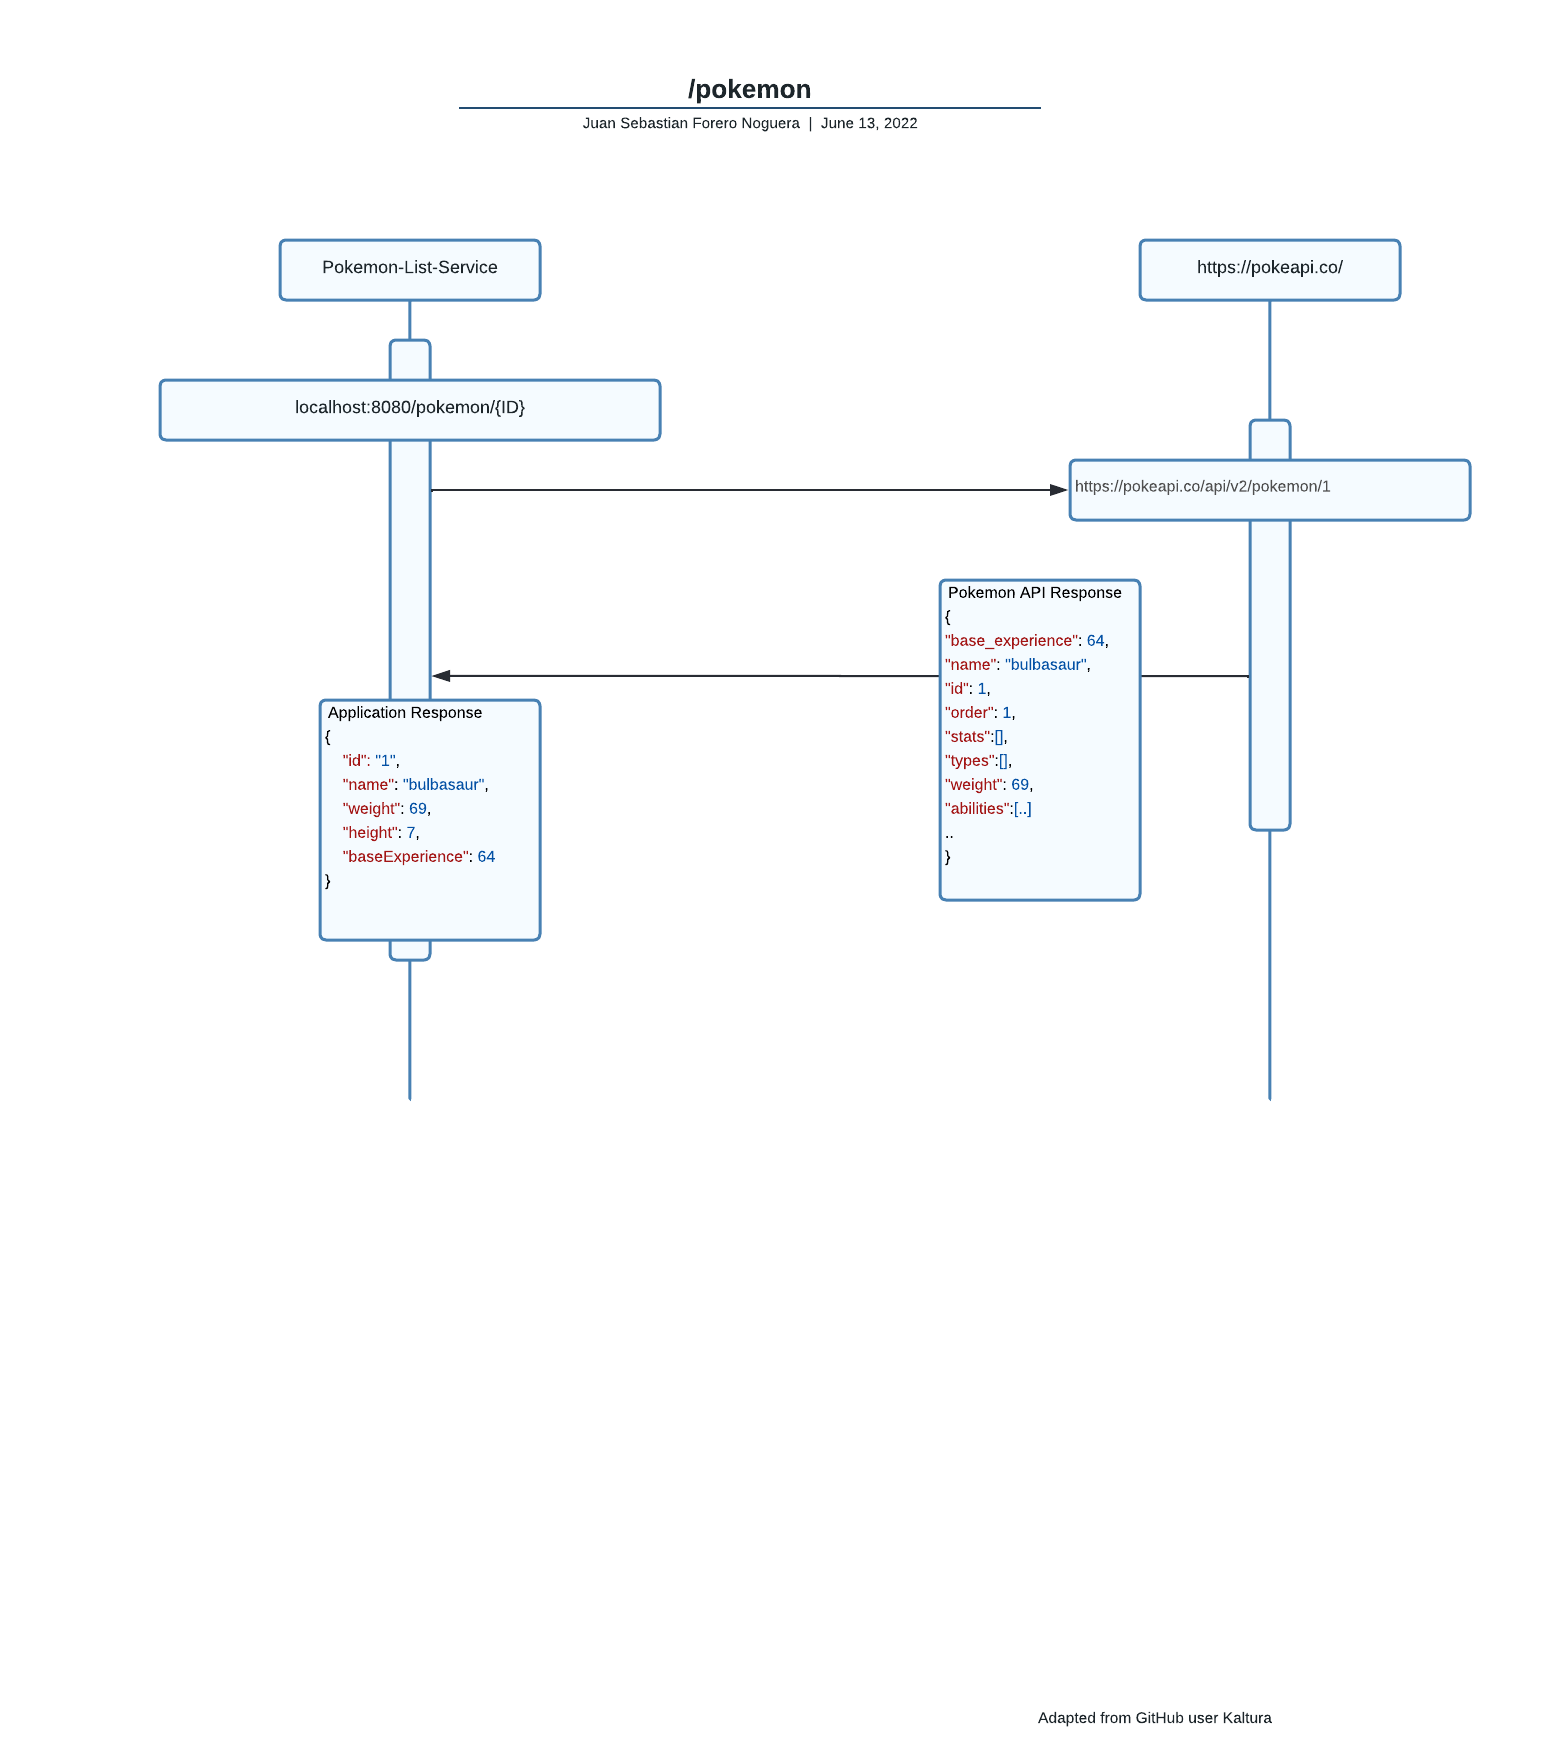 /pokemon
Juan Sebastian Forero Noguera | June 13, 2022
Pokemon-List-Service
https://pokeapi.co/
localhost:8080/pokemon/{ID}
https://pokeapi.co/api/v2/pokemon/1
Pokemon API Response
{
"base_experience": 64,
"name": "bulbasaur",
"id": 1,
"order": 1,
"stats":[],
"types":[],
"weight": 69,
"abilities":[..]
..
}
Application Response
{
"id": "1",
"name": "bulbasaur",
"weight": 69,
"height": 7,
"baseExperience": 64
}
Adapted from GitHub user Kaltura